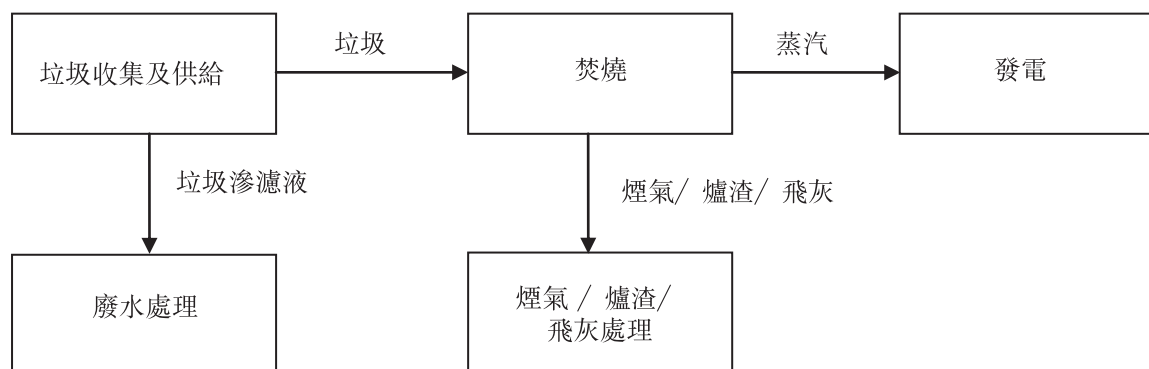 垃圾收集及供給
垃圾
焚燒
蒸汽
發電
垃圾滲濾液
煙氣/ 爐渣/ 飛灰
廢水處理
煙氣 / 爐渣/
飛灰處理